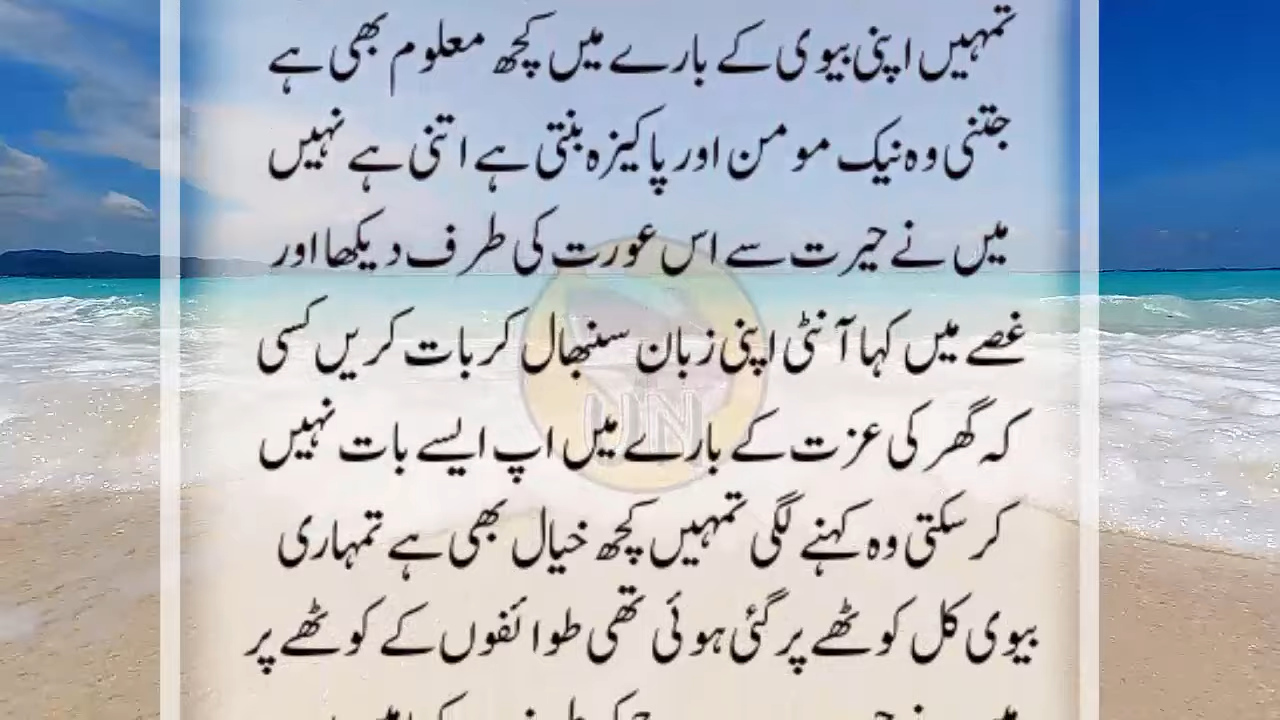 تمہیں اپنی بیوی کے بارے میں کچھ معلوم بھی ہے
جتنی وہ نیک مومن اور پاکیزہ بنتی ہے اتنی ہے نہیں
میں نے حیرت سے اس عورت کی طرف دیکھا اور
غصے میں کہا آنٹی اپنی زبان سنبھال کر بات کریں کسی
کہ گھر کی عزت کے بارے میں اپ ایسے بات نہیں
کر سکتی وہ کہنے لگی تمہیں کچھ خیال بھی ہے تمہاری
بیوی کل کوٹھے پر گئی ہوئی تھی طوائفوں کے کوٹھے پر
UN